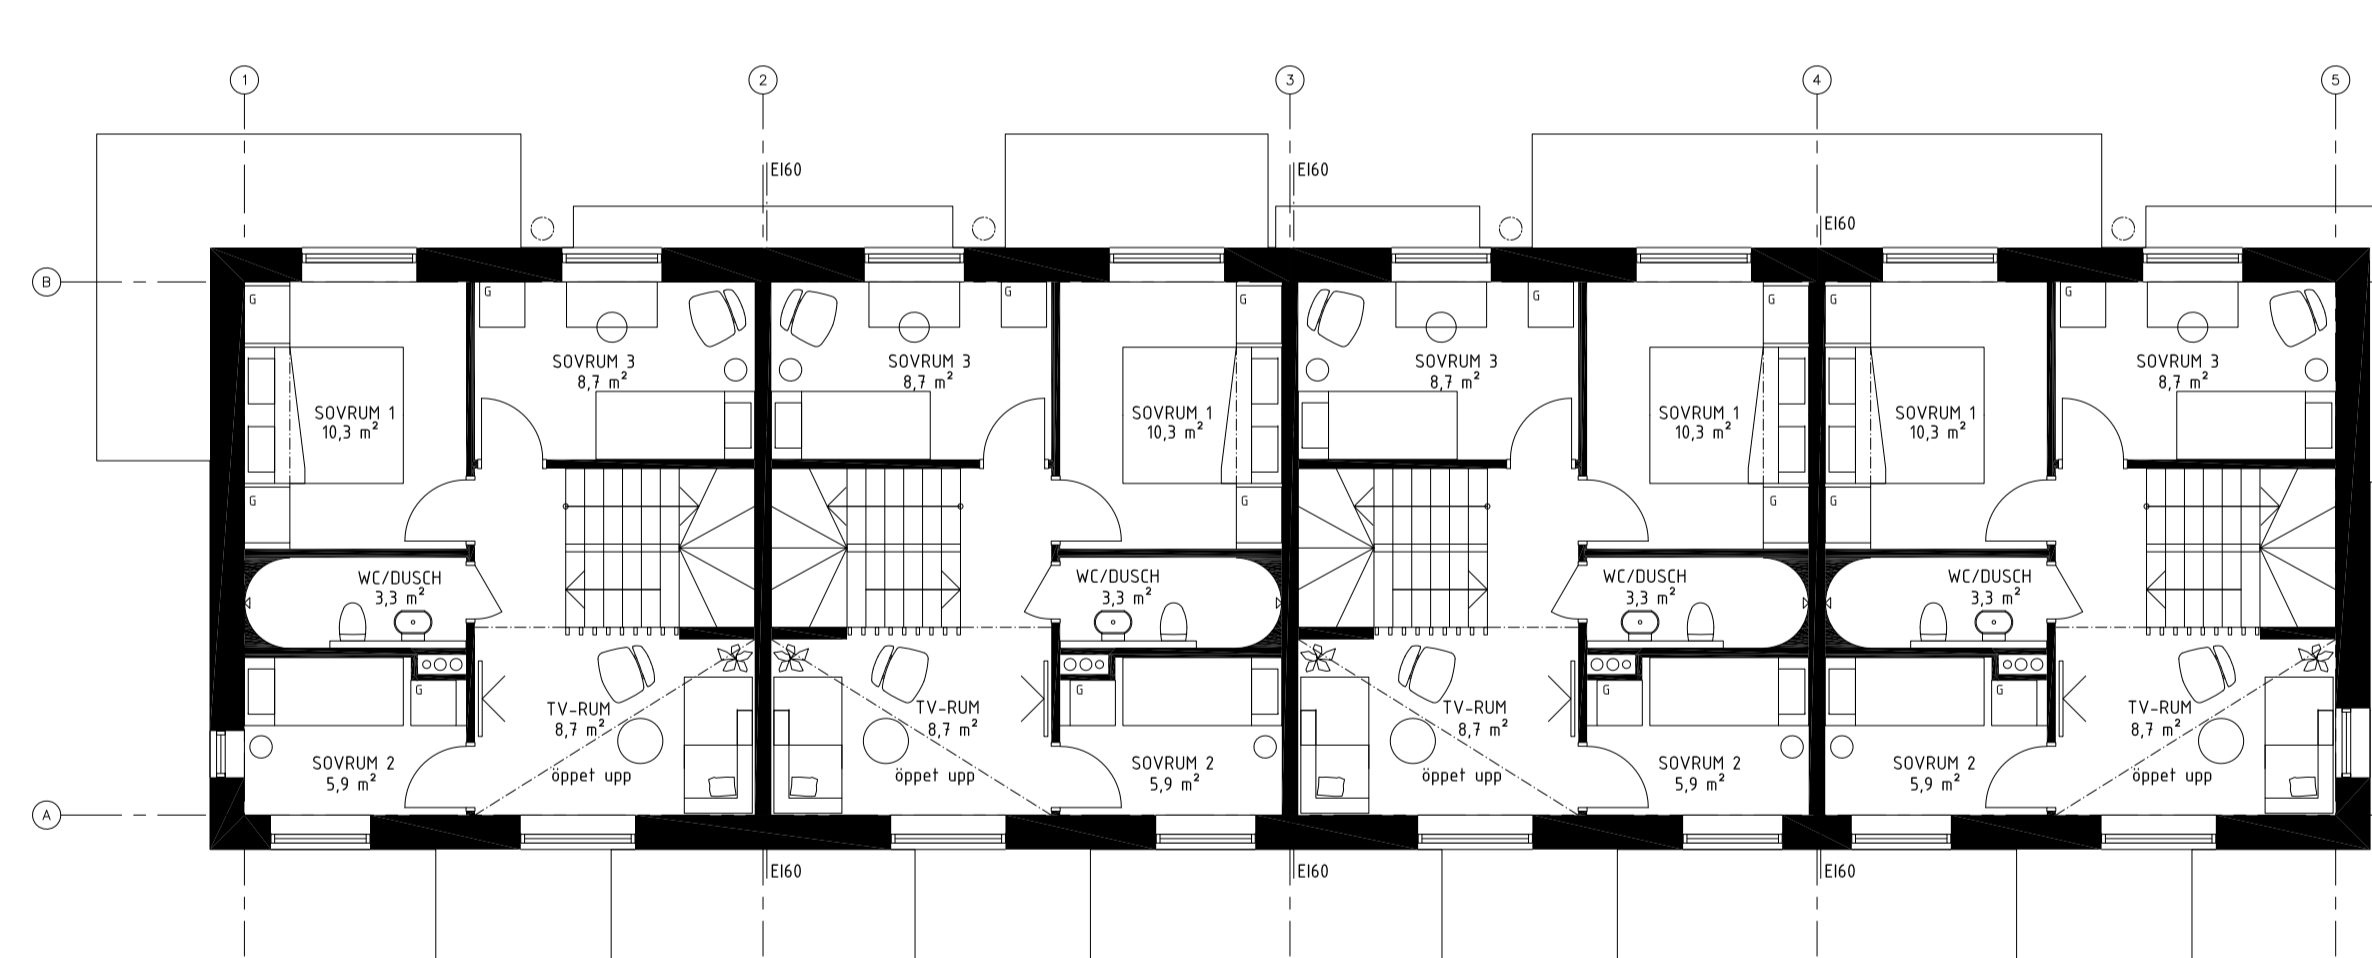 1
2
3
4
5
EI60
EI60
EI60
B
G
G
G
G
G
G
G
G
SOVRUM 3
8,7 m²
SOVRUM 3
8,7 m²
SOVRUM 3
8,7 m²
SOVRUM 3
8,7 m²
SOVRUM 1
10,3 m²
SOVRUM 1
10,3 m²
SOVRUM 1
10,3 m²
SOVRUM 1
10,3 m²
G
G
G
G
WC/DUSCH
3,3 m²
WC/DUSCH
3,3 m²
WC/DUSCH
3,3 m²
WC/DUSCH
3,3 m²
G
G
G
G
TV-RUM
8,7 m²
TV-RUM
8,7 m²
TV-RUM
8,7 m²
TV-RUM
8,7 m²
SOVRUM 2
5,9 m²
öppet upp
öppet upp
SOVRUM 2
5,9 m²
öppet upp
SOVRUM 2
5,9 m²
SOVRUM 2
5,9 m²
öppet upp
A
EI60
EI60
EI60